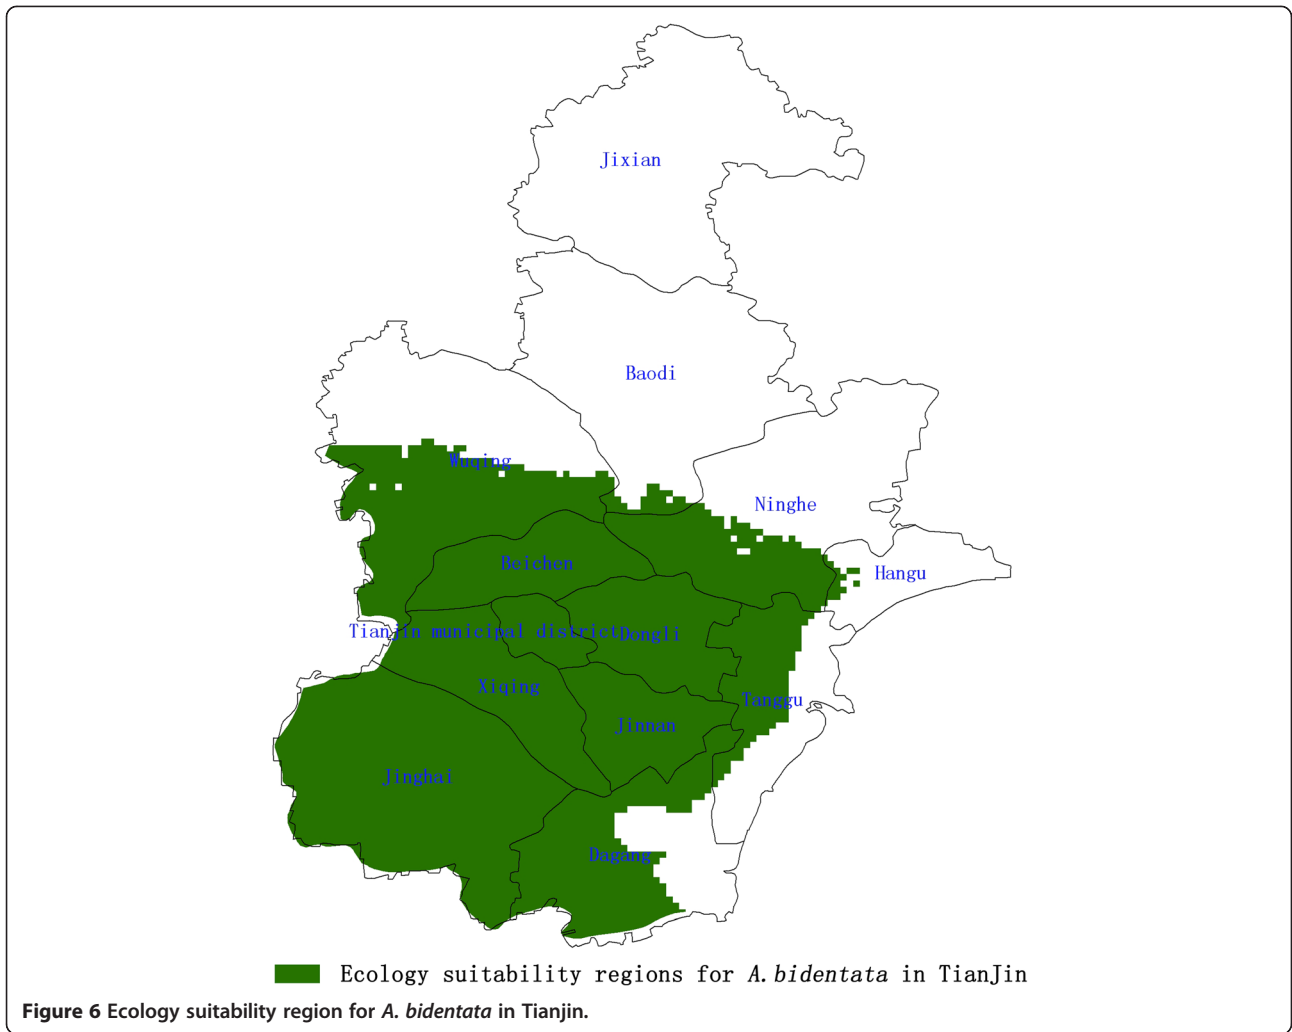 Jixian
Baodi
Wuqing
Ninghe
Beichen
Hangu
Tianjin municipal district
Dongli
Xiqing
Tanggu
Jinnan
Jinghai
Dagang
Ecology suitability regions for A.bidentata in TianJin
Figure 6 Ecology suitability region for A. bidentata in Tianjin.